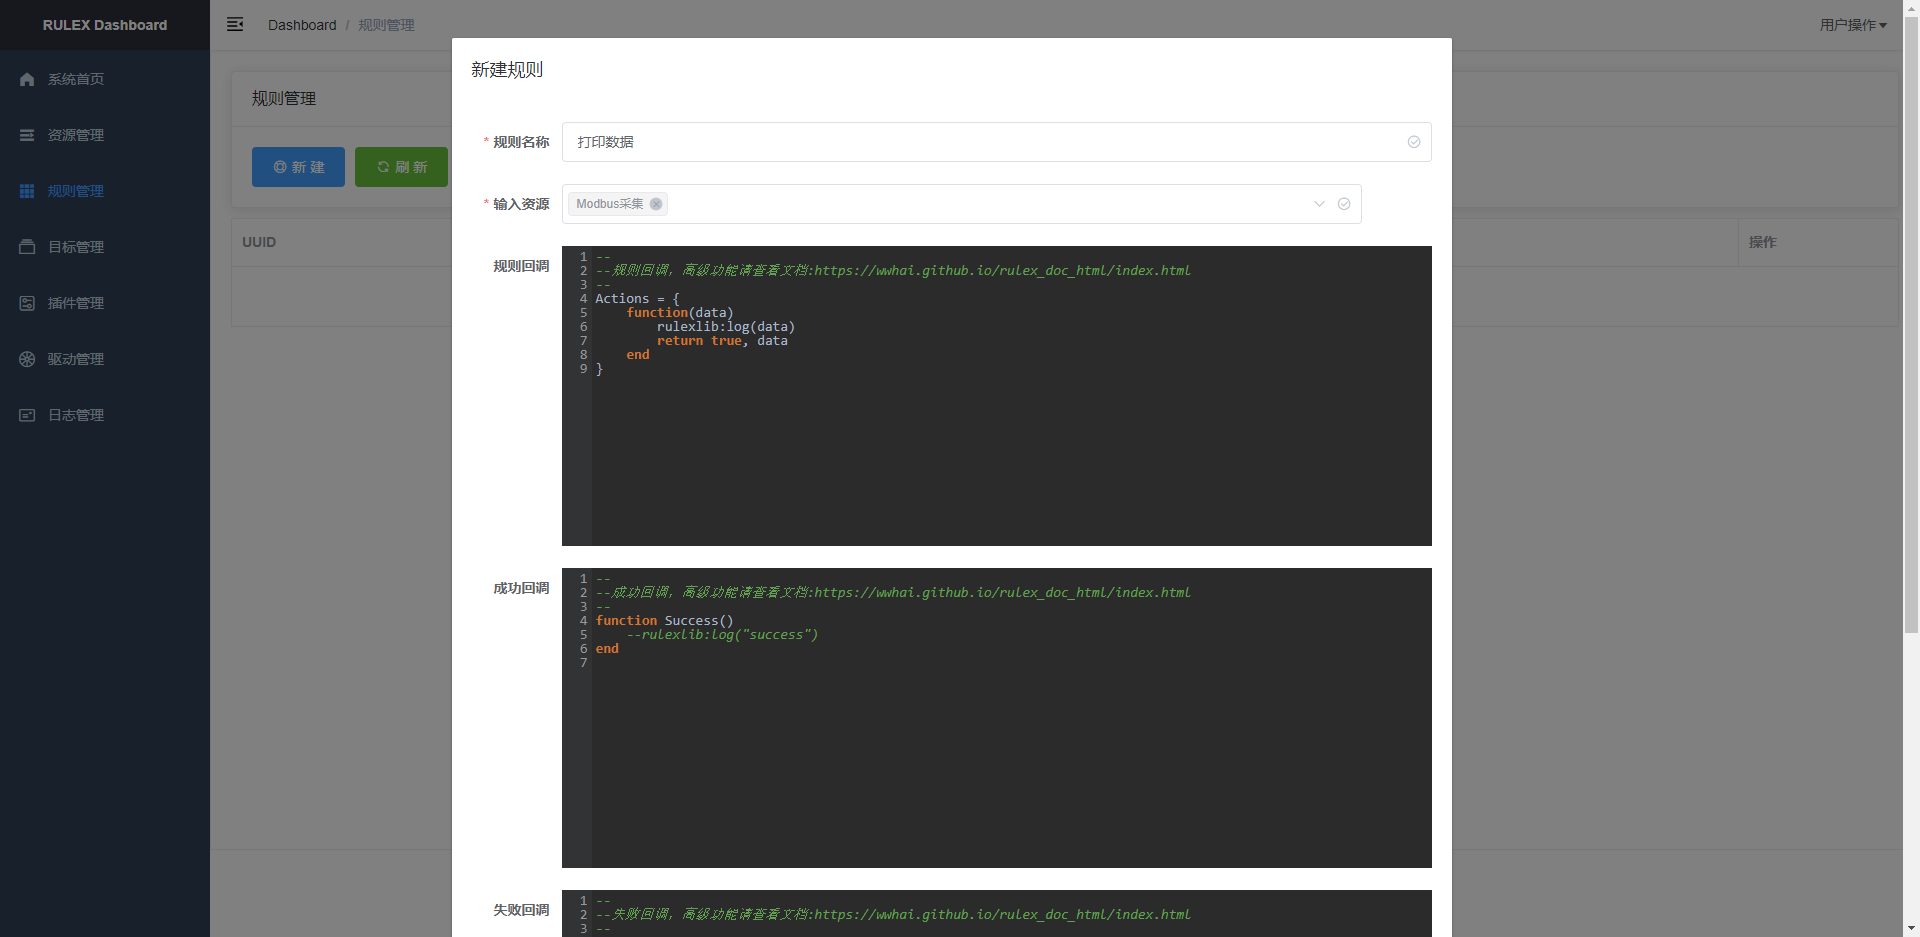 RULEX Dashboard
Dashboard / 规则管理
用户操作
系统首页
资源管理
规则管理
目标管理
插件管理
驱动管理
日志管理
规则管理
新 建
刷 新
UUID
操作
新建规则
* 规则名称
打印数据
* 输入资源
Modbus采集
规则回调
1 --
2 --规则回调，高级功能请查看文档:https://wwhai.github.io/rulex_doc_html/index.html
3 --
4 Actions = {
5     function(data)
6         rulexlib:log(data)
7         return true, data
8     end
9 }
成功回调
1 --
2 --成功回调，高级功能请查看文档:https://wwhai.github.io/rulex_doc_html/index.html
3 --
4 function Success()
5     --rulexlib:log("success")
6 end
7
失败回调
1 --
2 --失败回调，高级功能请查看文档:https://wwhai.github.io/rulex_doc_html/index.html
3 --